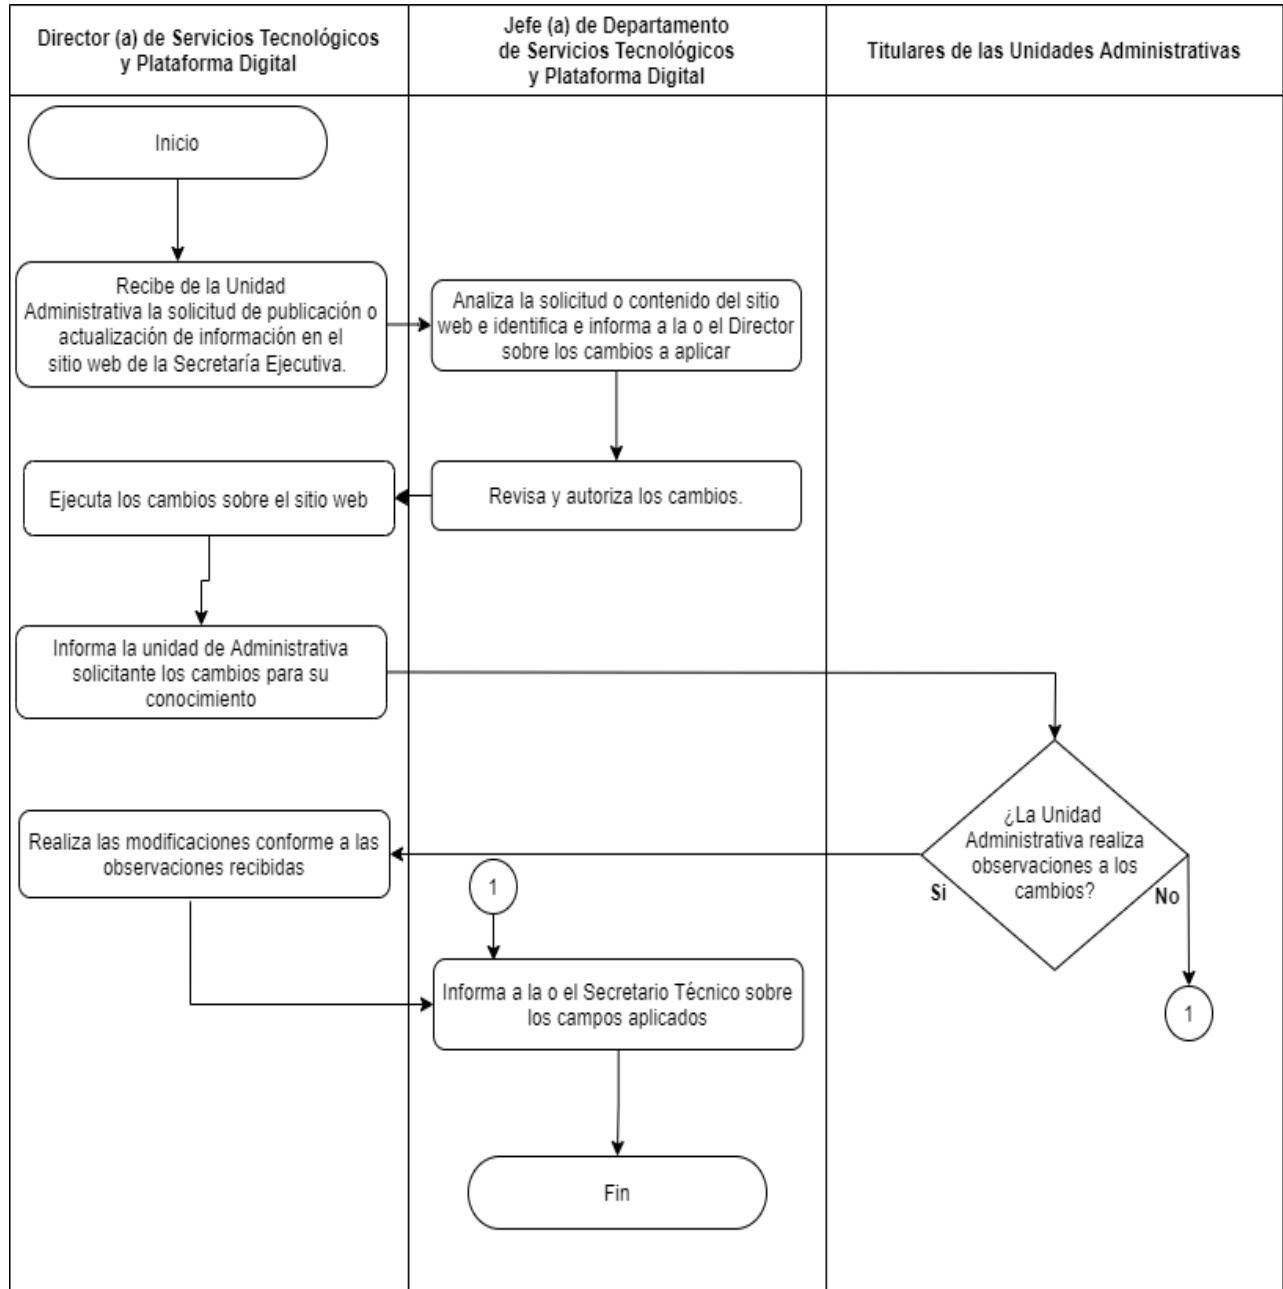 Director (a) de Servicios Tecnológicos
y Plataforma Digital
Jefe (a) de Departamento
de Servicios Tecnológicos
y Plataforma Digital
Titulares de las Unidades Administrativas
Inicio
Recibe de la Unidad
Administrativa la solicitud de publicación o
actualización de información en el
sitio web de la Secretaría Ejecutiva.
Analiza la solicitud o contenido del sitio
web e identifica e informa a la o el Director
sobre los cambios a aplicar
Ejecuta los cambios sobre el sitio web
Revisa y autoriza los cambios.
Informa la unidad de Administrativa
solicitante los cambios para su
conocimiento
¿La Unidad
Administrativa realiza
observaciones a los
cambios?
Si
No
Realiza las modificaciones conforme a las
observaciones recibidas
1
Informa a la o el Secretario Técnico sobre
los campos aplicados
1
Fin